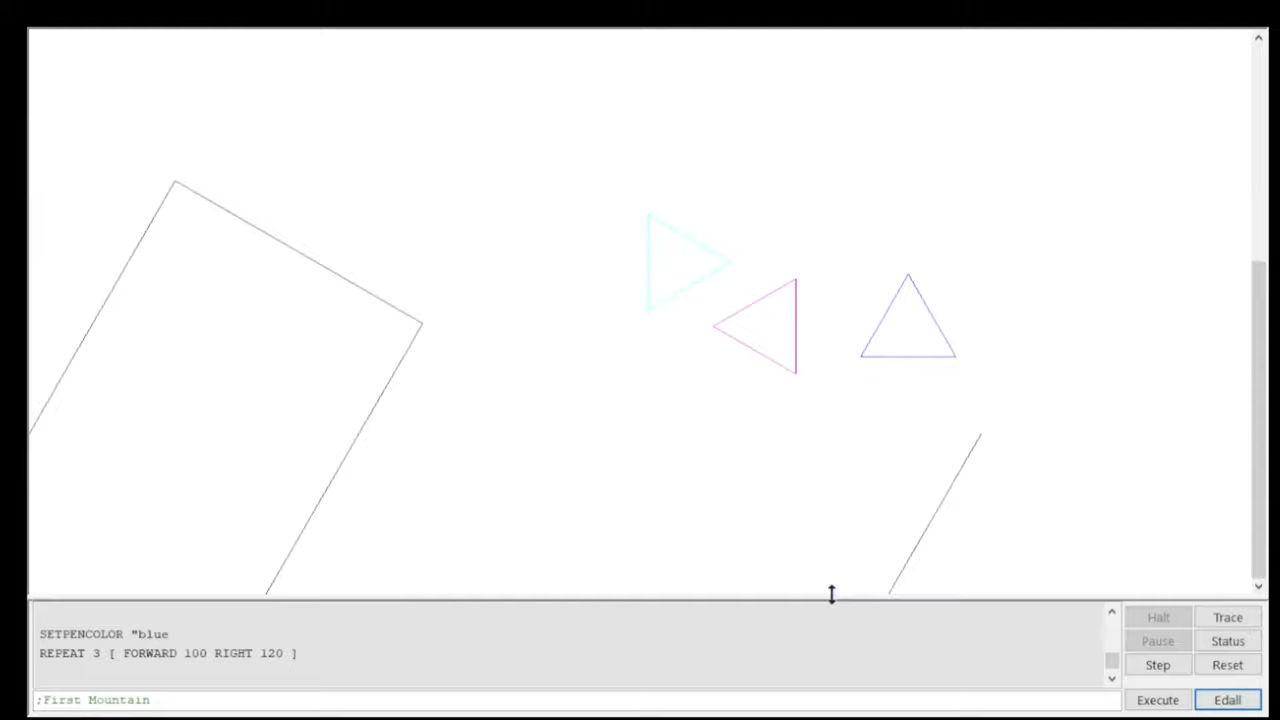 SETPENCOLOR "blue
REPEAT 3 [ FORWARD 100 RIGHT 120 ]
;First Mountain
Halt
Trace
Pause
Status
Step
Reset
Execute
Edall